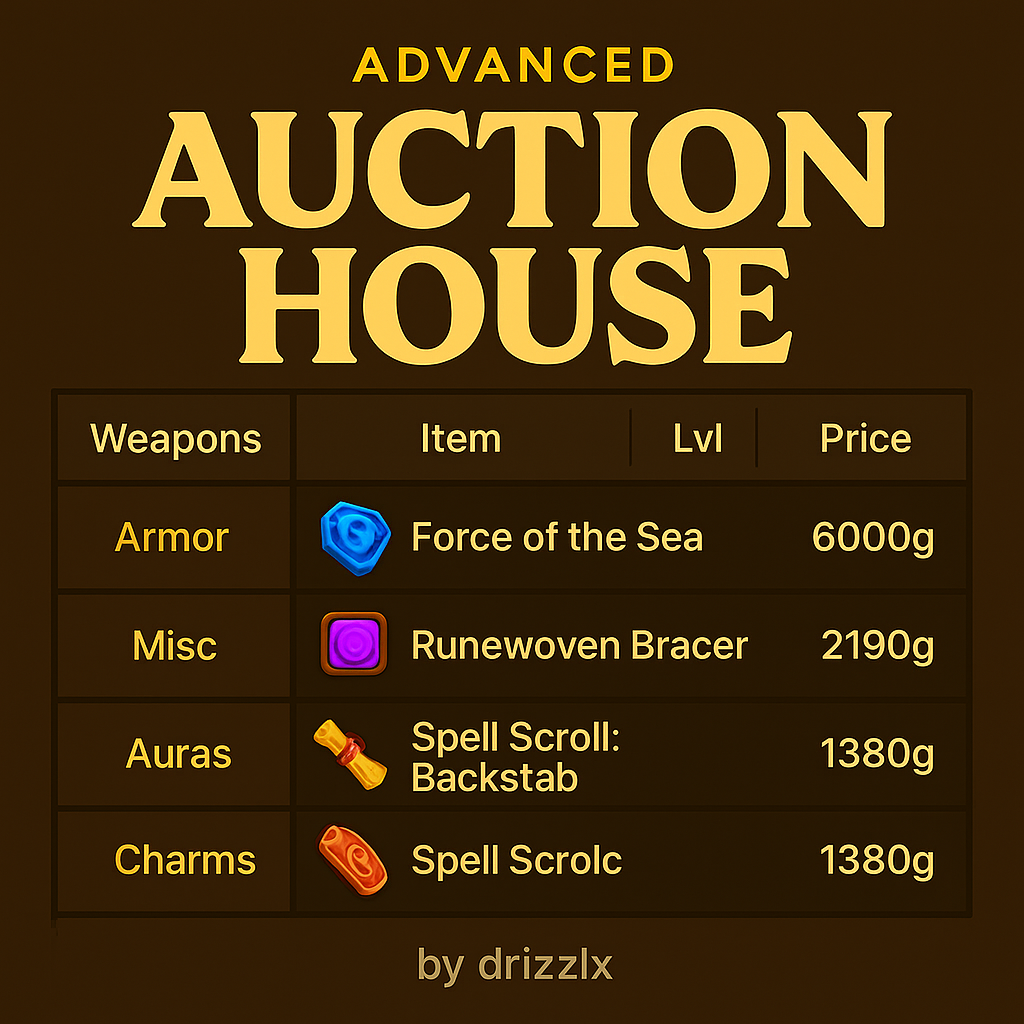 ADVANCED
AUCTION
HOUSE
Weapons Item Lvl Price
Armor Force of the Sea 6000g
Misc Runewoven Bracer 2190g
Auras Spell Scroll: 1380g
Backstab
Charms Spell Scrolc 1380g
by drizzlx